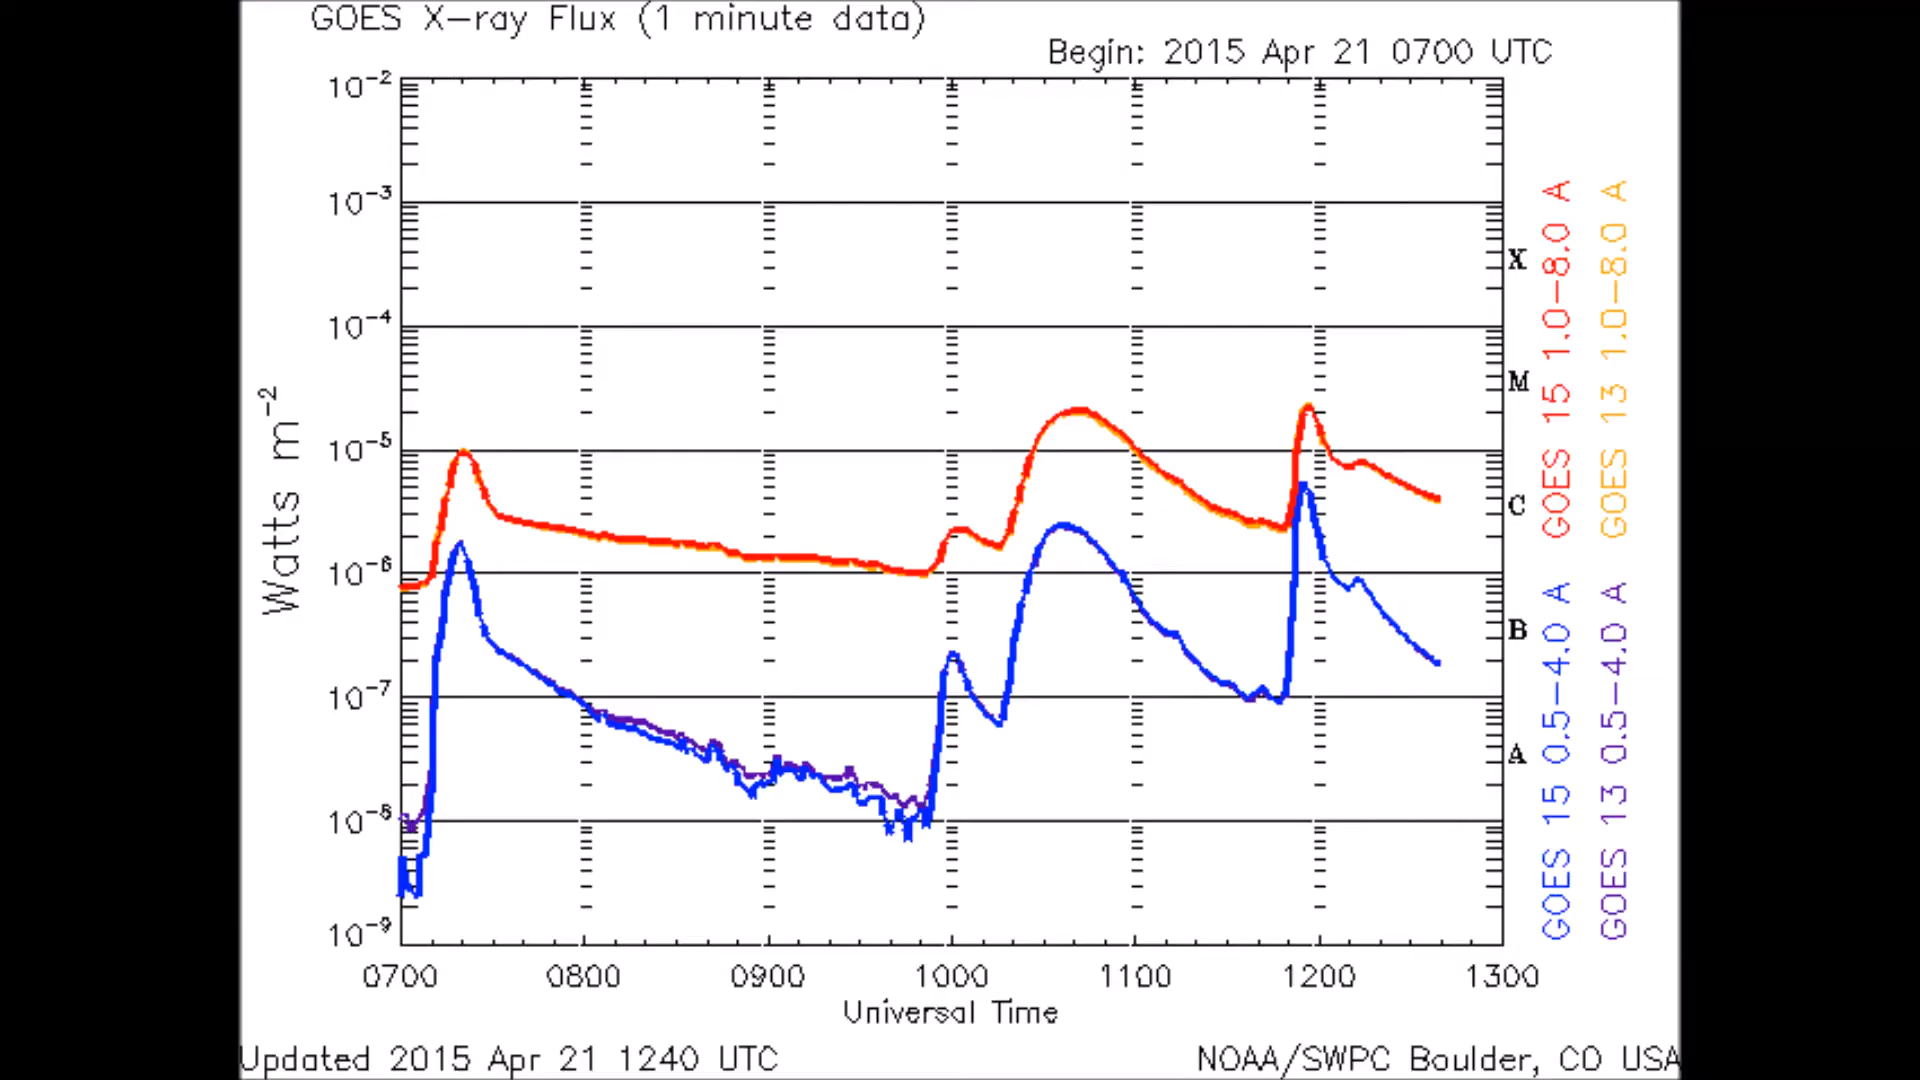 GOES X-ray Flux (1 minute data)
Begin: 2015 Apr 21 0700 UTC
10⁻²
10⁻³
10⁻⁴
10⁻⁵
10⁻⁶
10⁻⁷
10⁻⁸
10⁻⁹
Watts m⁻²
X
M
C
B
A
GOES 15 1.0-8.0 A
GOES 13 1.0-8.0 A
GOES 15 0.5-4.0 A
GOES 13 0.5-4.0 A
0700 0800 0900 1000 1100 1200 1300
Universal Time
Updated 2015 Apr 21 1240 UTC
NOAA/SWPC Boulder, CO USA